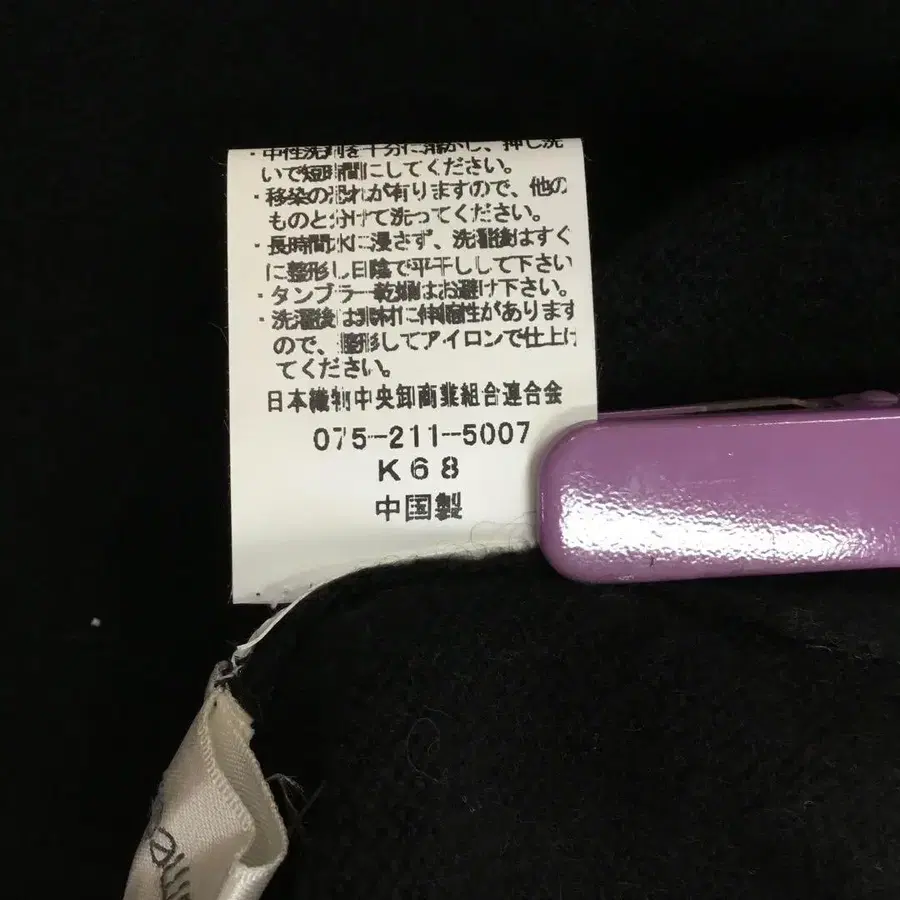 ・中性洗剤を十分に溶かし、押し洗
いで短時間にしてください。
・移染の恐れが有りますので、他の
ものと分けて洗ってください。
・長時間水に浸さず、洗濯後はすぐ
に整形し日陰で平干しして下さい
・タンブラー乾燥はお避け下さい。
・洗濯後は素材に伸縮性があります
ので、整形してアイロンで仕上げ
てください。
日本織物中央卸商業組合連合会
075-211-5007
K68
中国製